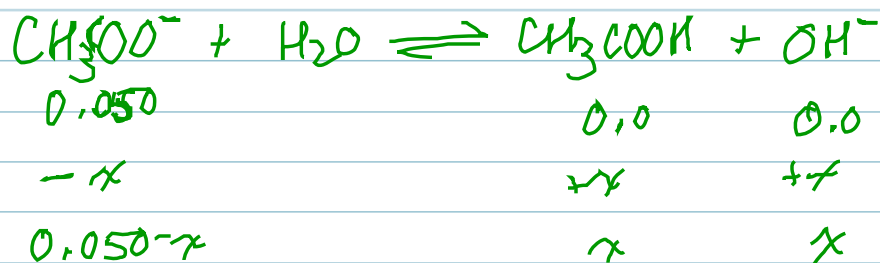 CH₃COO⁻ + H₂O ⇌ CH₃COOH + OH⁻
0.050 0.0 0.0
-x +x +x
0.050-x x x